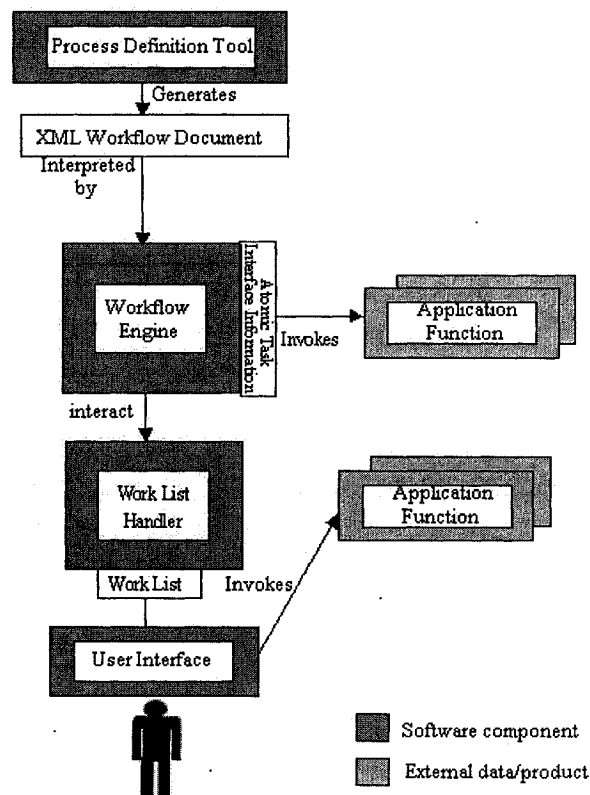 Process Definition Tool
Generates
XML Workflow Document
Interpreted
by
Workflow
Engine
Atomic Task
Interface Information
Invokes
Application
Function
interact
Work List
Handler
Application
Function
Work List
Invokes
User Interface
Software component
External data/product